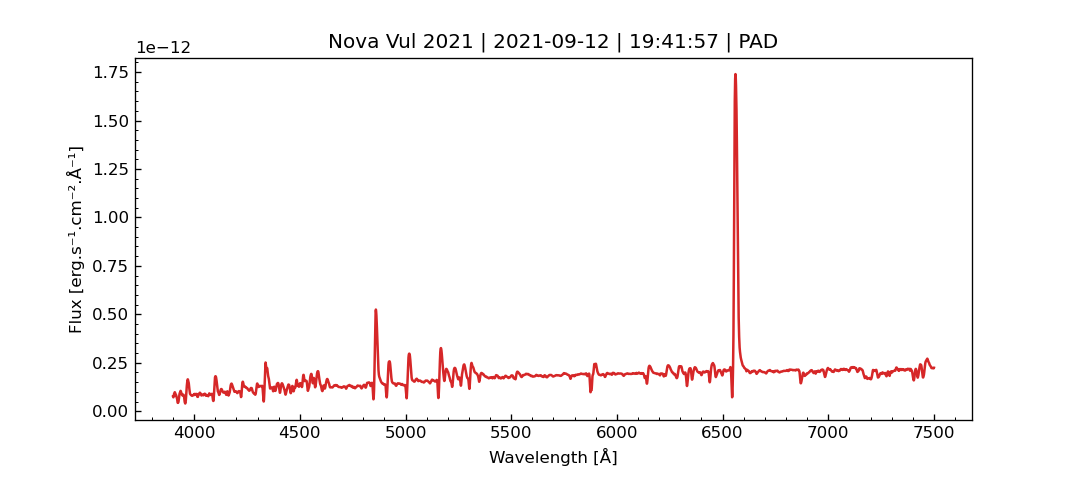 Nova Vul 2021 | 2021-09-12 | 19:41:57 | PAD
1e−12
1.75
1.50
1.25
1.00
0.75
0.50
0.25
0.00
Flux [erg.s⁻¹.cm⁻².Å⁻¹]
4000 4500 5000 5500 6000 6500 7000 7500
Wavelength [Å]